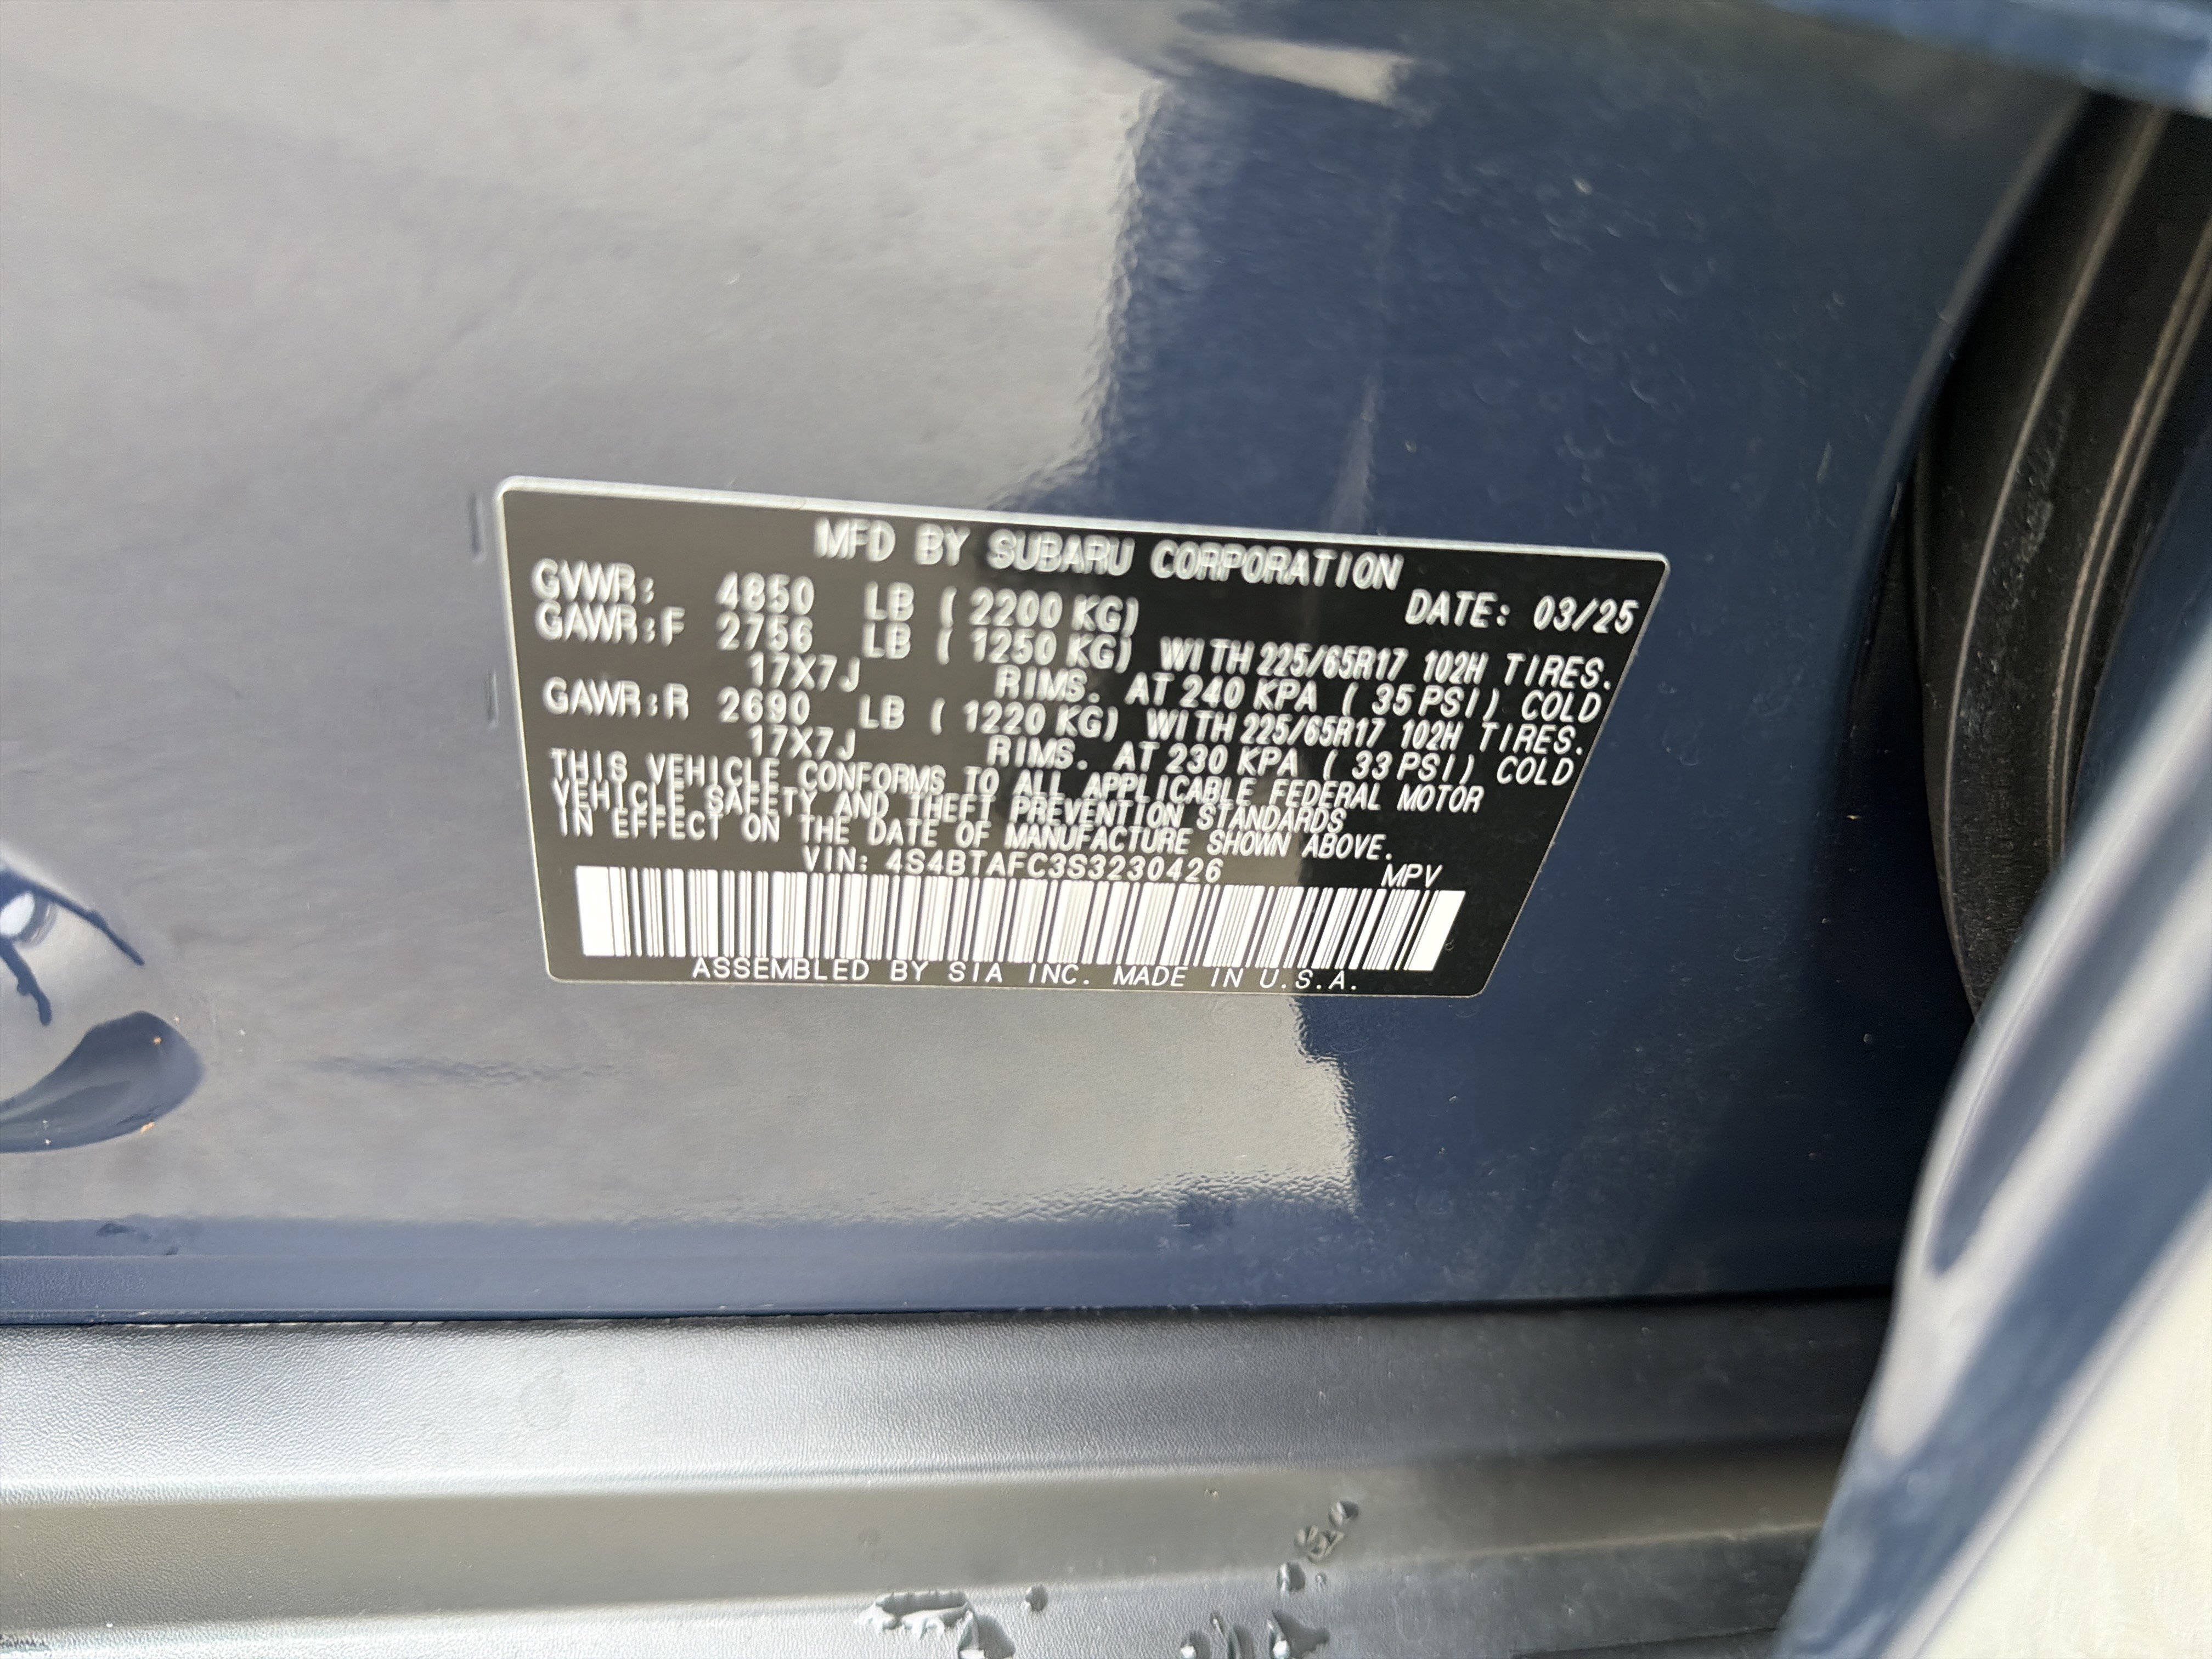 MFD BY SUBARU CORPORATION
GVWR: 4850 LB (2200 KG) DATE: 03/25
GAWR:F 2756 LB (1250 KG) WITH 225/65R17 102H TIRES.
17X7J RIMS. AT 240 KPA (35 PSI) COLD
GAWR:R 2690 LB (1220 KG) WITH 225/65R17 102H TIRES.
17X7J RIMS. AT 230 KPA (33 PSI) COLD
THIS VEHICLE CONFORMS TO ALL APPLICABLE FEDERAL MOTOR
VEHICLE SAFETY AND THEFT PREVENTION STANDARDS
IN EFFECT ON THE DATE OF MANUFACTURE SHOWN ABOVE.
VIN: 4S4BTAFC3S3230426 MPV
ASSEMBLED BY SIA INC. MADE IN U.S.A.